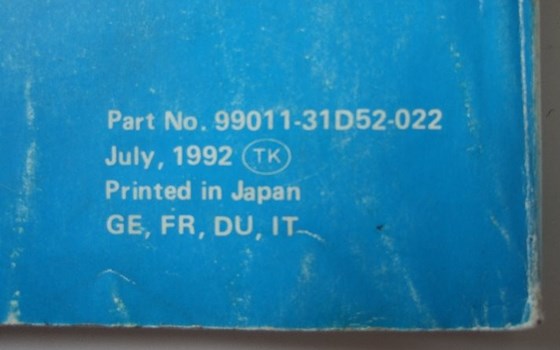 Part No. 99011-31D52-022
July, 1992 TK
Printed in Japan
GE, FR, DU, IT